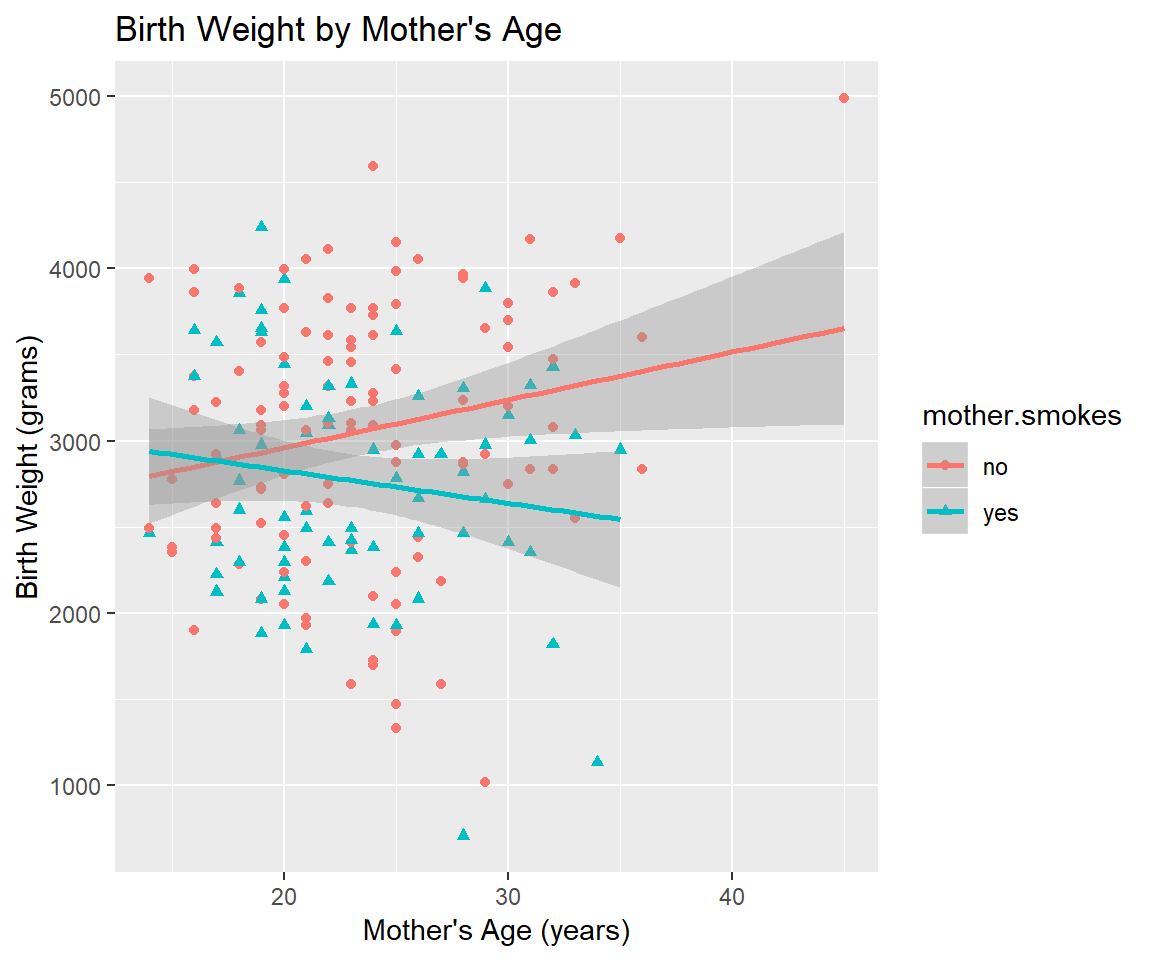 Birth Weight by Mother's Age
5000
4000
3000
2000
1000
Birth Weight (grams)
20
30
40
Mother's Age (years)
mother.smokes
no
yes